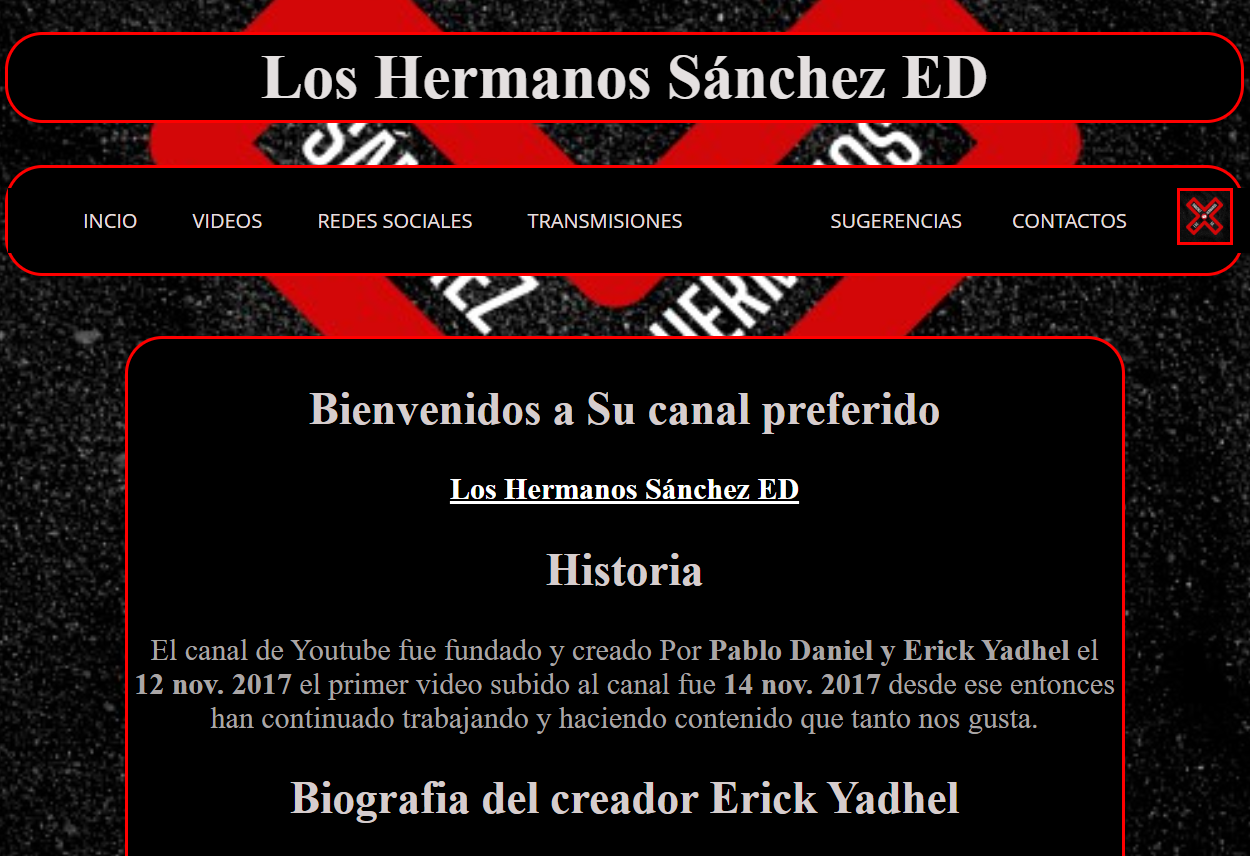 Los Hermanos Sánchez ED
INCIO VIDEOS REDES SOCIALES TRANSMISIONES SUGERENCIAS CONTACTOS
Bienvenidos a Su canal preferido
Los Hermanos Sánchez ED
Historia
El canal de Youtube fue fundado y creado Por Pablo Daniel y Erick Yadhel el
12 nov. 2017 el primer video subido al canal fue 14 nov. 2017 desde ese entonces
han continuado trabajando y haciendo contenido que tanto nos gusta.
Biografia del creador Erick Yadhel